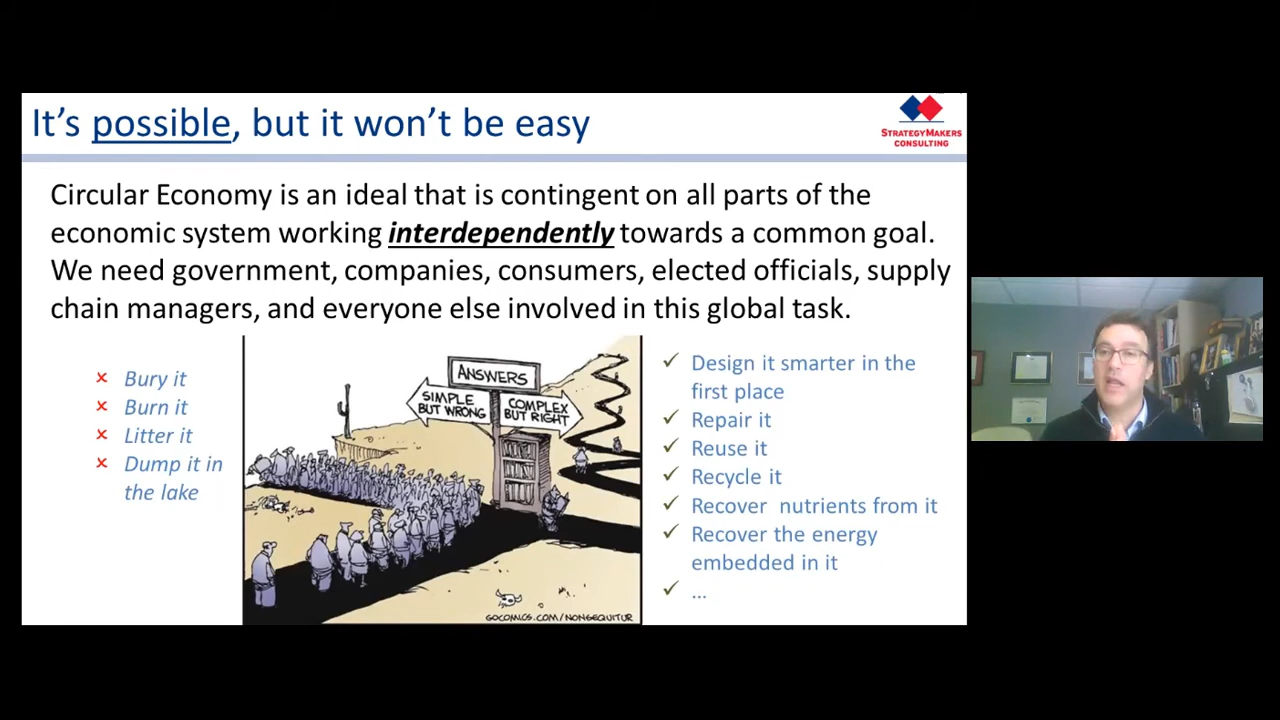 It's possible, but it won't be easy
STRATEGYMAKERS
CONSULTING
Circular Economy is an ideal that is contingent on all parts of the
economic system working interdependently towards a common goal.
We need government, companies, consumers, elected officials, supply
chain managers, and everyone else involved in this global task.
× Bury it
× Burn it
× Litter it
× Dump it in
the lake
ANSWERS
SIMPLE
BUT WRONG
COMPLEX
BUT RIGHT
GOCOMICS.COM/NONSEQUITUR
✓ Design it smarter in the
first place
✓ Repair it
✓ Reuse it
✓ Recycle it
✓ Recover nutrients from it
✓ Recover the energy
embedded in it
✓ ...